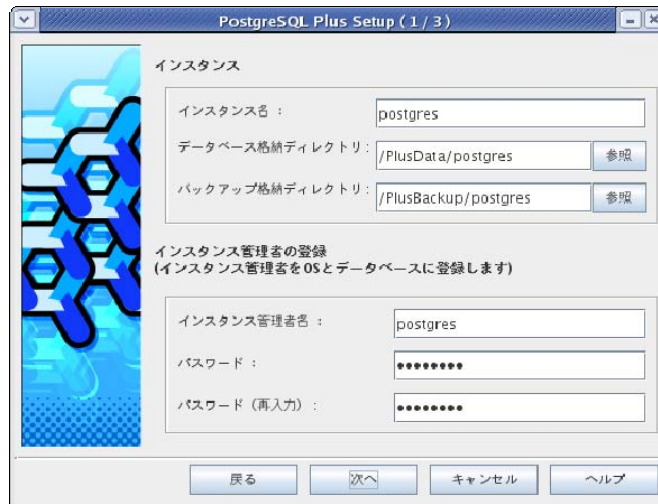 PostgreSQL Plus Setup ( 1 / 3 )
インスタンス
インスタンス名 :
postgres
データベース格納ディレクトリ :
/PlusData/postgres
参照
バックアップ格納ディレクトリ :
/PlusBackup/postgres
参照
インスタンス管理者の登録
(インスタンス管理者をOSとデータベースに登録します)
インスタンス管理者名 :
postgres
パスワード :
••••••••
パスワード (再入力) :
••••••••
戻る
次へ
キャンセル
ヘルプ